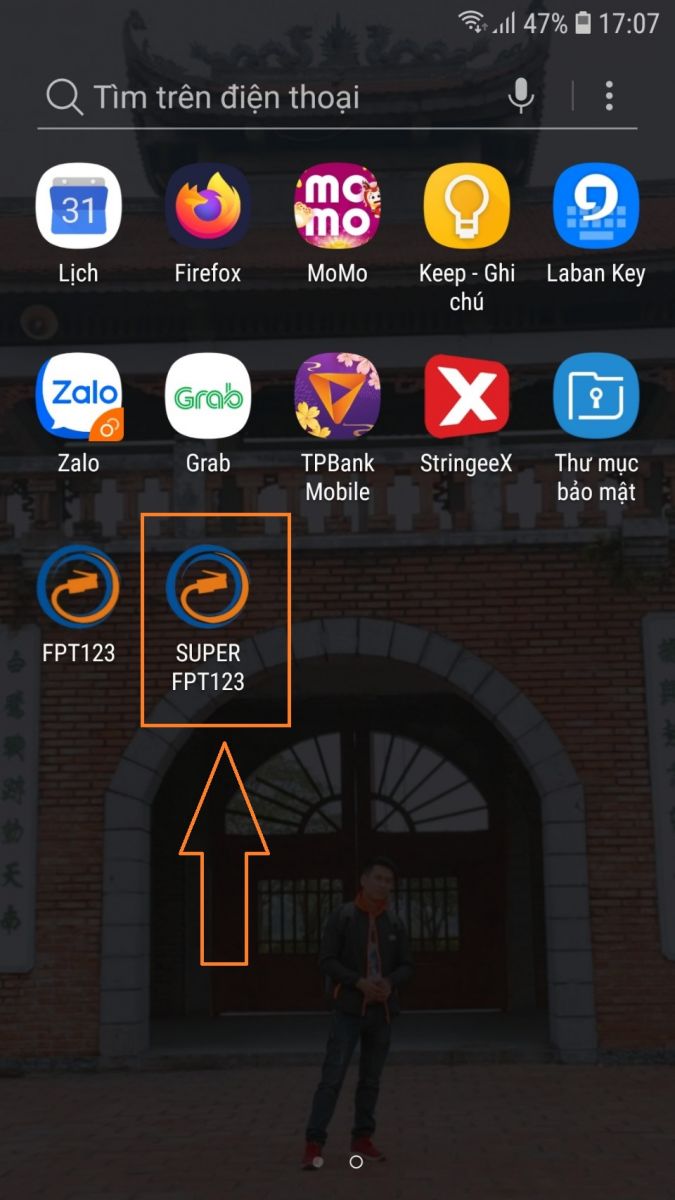 47% 17:07
Tìm trên điện thoại
31
mo
mo
Lịch
Firefox
MoMo
Keep - Ghi
chú
Laban Key
Zalo
Grab
X
Zalo
Grab
TPBank
Mobile
StringeeX
Thư mục
bảo mật
FPT123
SUPER
FPT123